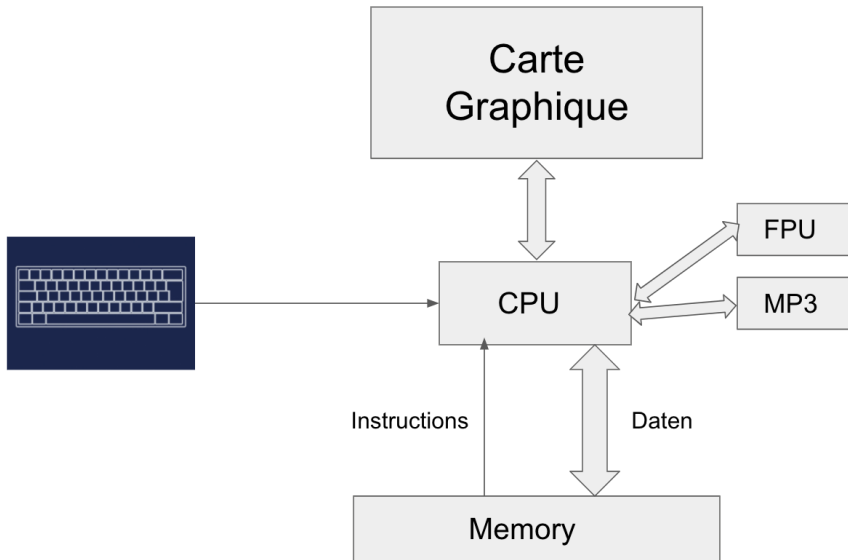 Carte
Graphique
FPU
CPU
MP3
Instructions
Daten
Memory